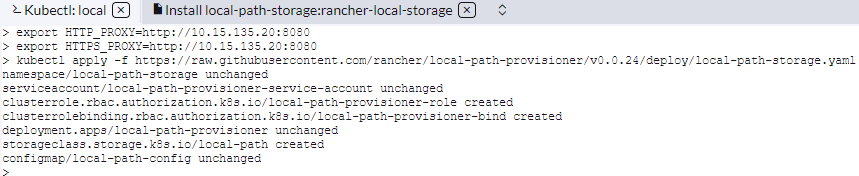 Kubectl: local
Install local-path-storage:rancher-local-storage
> export HTTP_PROXY=http://10.15.135.20:8080
> export HTTPS_PROXY=http://10.15.135.20:8080
> kubectl apply -f https://raw.githubusercontent.com/rancher/local-path-provisioner/v0.0.24/deploy/local-path-storage.yaml
namespace/local-path-storage unchanged
serviceaccount/local-path-provisioner-service-account unchanged
clusterrole.rbac.authorization.k8s.io/local-path-provisioner-role created
clusterrolebinding.rbac.authorization.k8s.io/local-path-provisioner-bind created
deployment.apps/local-path-provisioner unchanged
storageclass.storage.k8s.io/local-path created
configmap/local-path-config unchanged
>